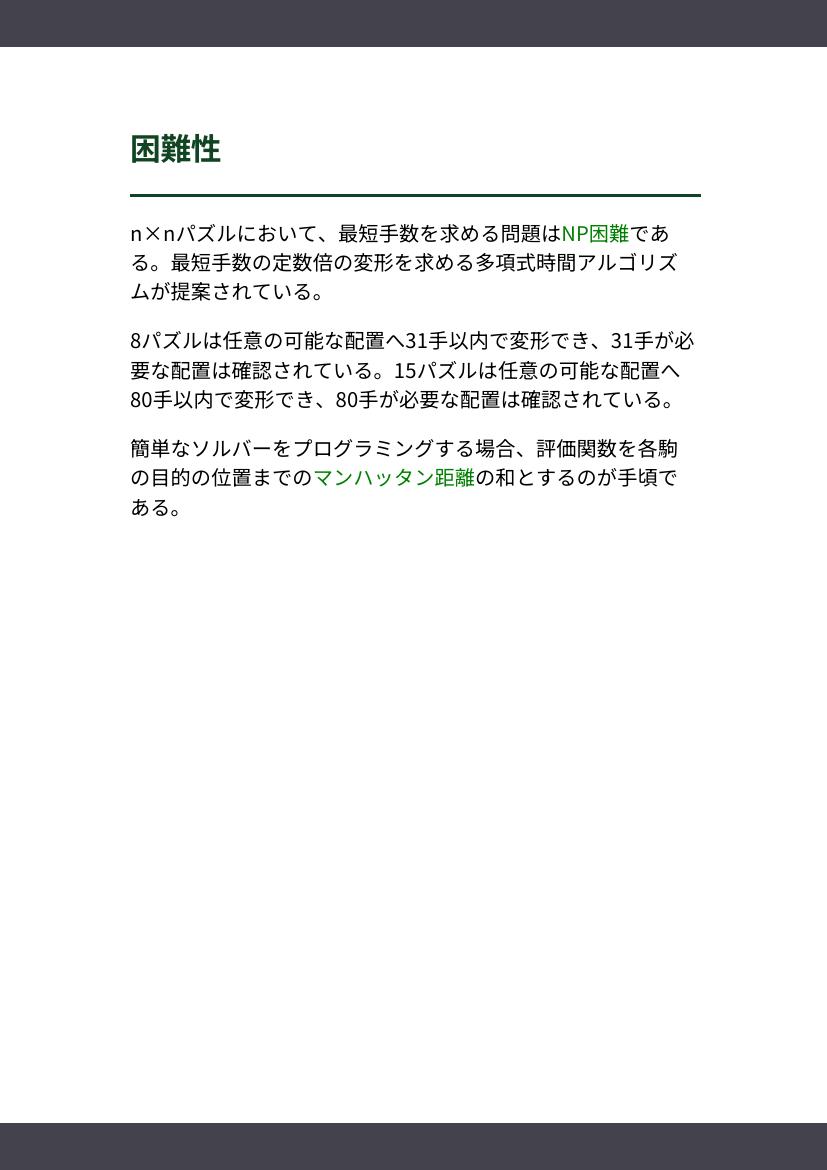 困難性
n×nパズルにおいて、最短手数を求める問題はNP困難であ
る。最短手数の定数倍の変形を求める多項式時間アルゴリズ
ムが提案されている。
8パズルは任意の可能な配置へ31手以内で変形でき、31手が必
要な配置は確認されている。15パズルは任意の可能な配置へ
80手以内で変形でき、80手が必要な配置は確認されている。
簡単なソルバーをプログラミングする場合、評価関数を各駒
の目的の位置までのマンハッタン距離の和とするのが手頃で
ある。